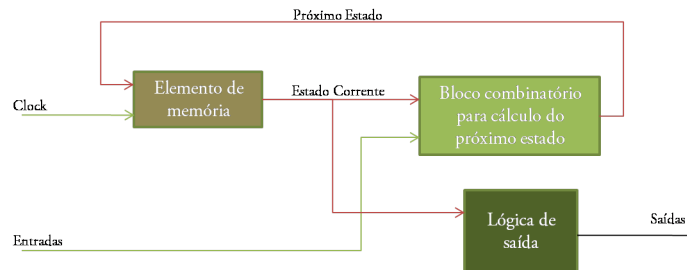 Próximo Estado
Elemento de
memória
Estado Corrente
Bloco combinatório
para cálculo do
próximo estado
Clock
Lógica de
saída
Saídas
Entradas